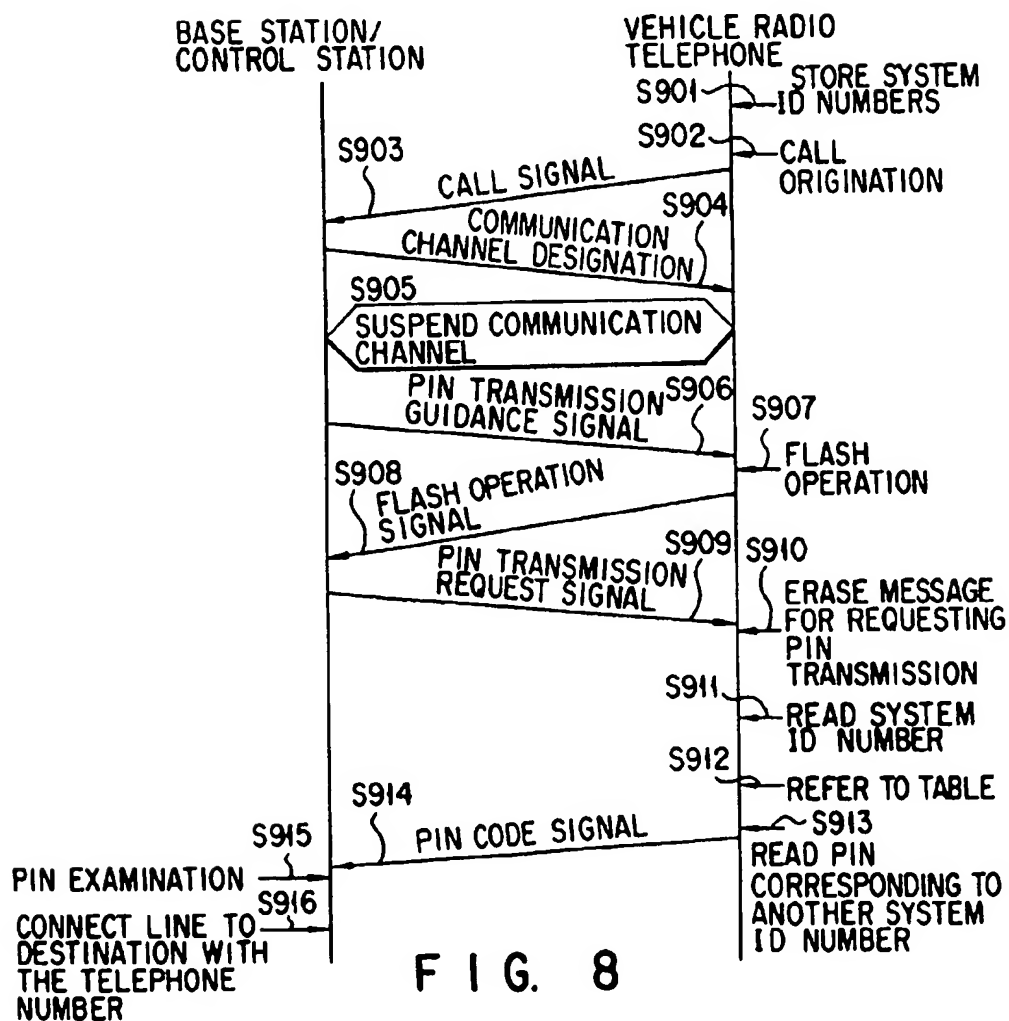 BASE STATION/
CONTROL STATION
VEHICLE RADIO
TELEPHONE
S901
STORE SYSTEM
ID NUMBERS
S902
CALL
ORIGINATION
S903
CALL SIGNAL
S904
COMMUNICATION
CHANNEL DESIGNATION
S905
SUSPEND COMMUNICATION
CHANNEL
PIN TRANSMISSION
GUIDANCE SIGNAL
S906
S907
FLASH
OPERATION
S908
FLASH OPERATION
SIGNAL
S909
PIN TRANSMISSION
REQUEST SIGNAL
S910
ERASE MESSAGE
FOR REQUESTING
PIN
TRANSMISSION
S911
READ SYSTEM
ID NUMBER
S912
REFER TO TABLE
S913
READ PIN
CORRESPONDING TO
ANOTHER SYSTEM
ID NUMBER
S914
PIN CODE SIGNAL
S915
PIN EXAMINATION
S916
CONNECT LINE TO
DESTINATION WITH
THE TELEPHONE
NUMBER
FIG. 8